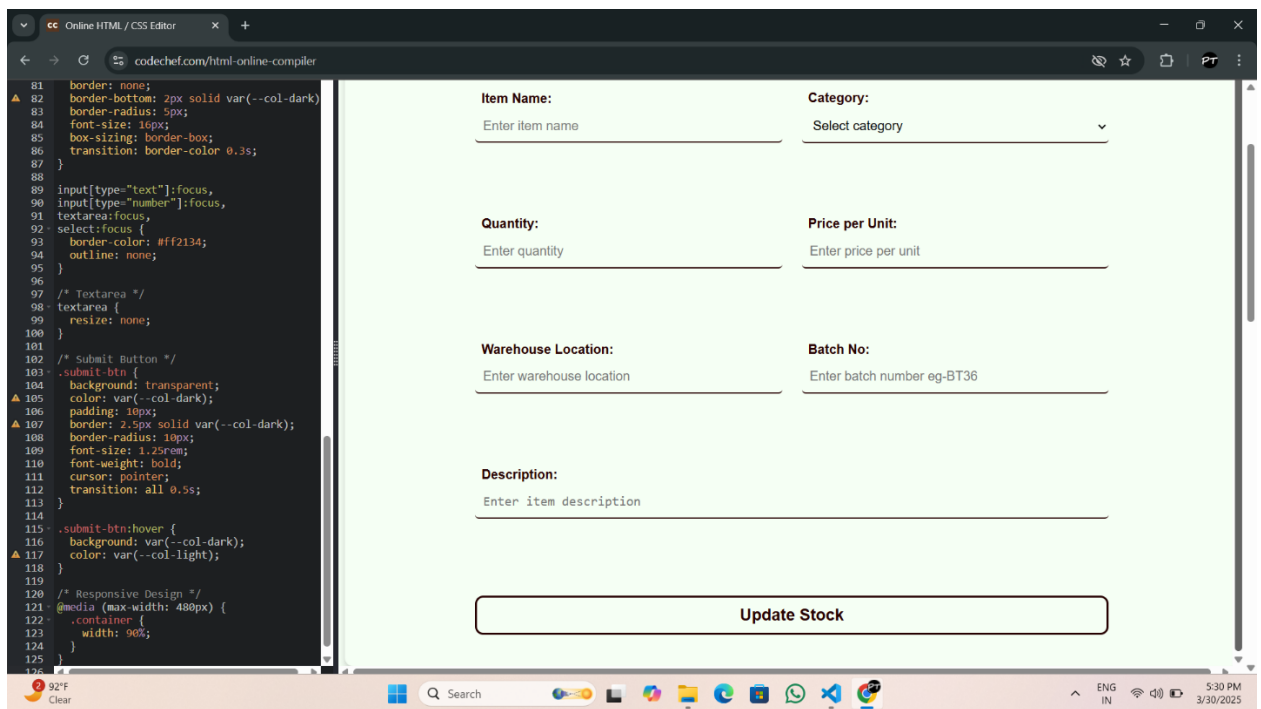 cc Online HTML / CSS Editor
codechef.com/html-online-compiler
PT
81 border: none;
82 border-bottom: 2px solid var(--col-dark)
83 border-radius: 5px;
84 font-size: 16px;
85 box-sizing: border-box;
86 transition: border-color 0.3s;
87 }
88
89 input[type="text"]:focus,
90 input[type="number"]:focus,
91 textarea:focus,
92 select:focus {
93 border-color: #ff2134;
94 outline: none;
95 }
96
97 /* Textarea */
98 textarea {
99 resize: none;
100 }
101
102 /* Submit Button */
103 .submit-btn {
104 background: transparent;
105 color: var(--col-dark);
106 padding: 10px;
107 border: 2.5px solid var(--col-dark);
108 border-radius: 10px;
109 font-size: 1.25rem;
110 font-weight: bold;
111 cursor: pointer;
112 transition: all 0.5s;
113 }
114
115 .submit-btn:hover {
116 background: var(--col-dark);
117 color: var(--col-light);
118 }
119
120 /* Responsive Design */
121 @media (max-width: 480px) {
122 .container {
123 width: 90%;
124 }
125 }
126
Item Name: Category:
Enter item name Select category
Quantity: Price per Unit:
Enter quantity Enter price per unit
Warehouse Location: Batch No:
Enter warehouse location Enter batch number eg-BT36
Description:
Enter item description
Update Stock
2 92°F
Clear
Search
PT
ENG
IN
5:30 PM
3/30/2025